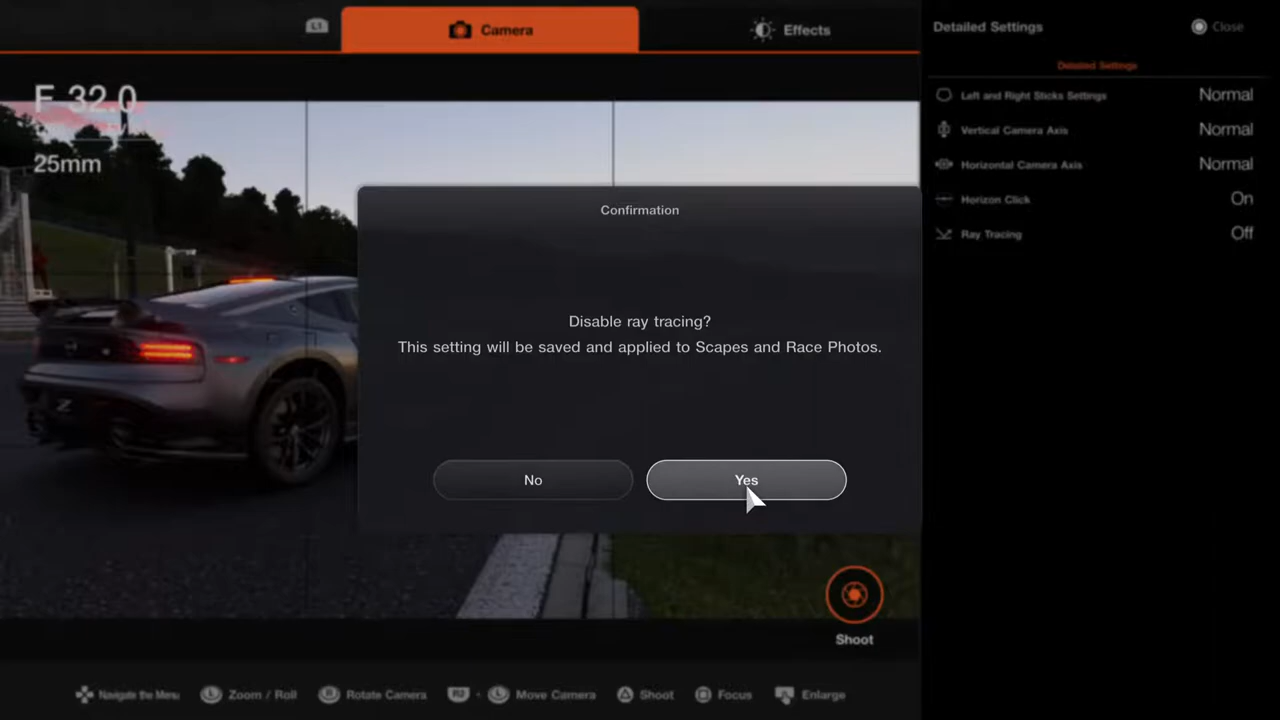 L1
Camera
Effects
Detailed Settings
Close
Detailed Settings
F 32.0
25mm
Left and Right Sticks Settings Normal
Vertical Camera Axis Normal
Horizontal Camera Axis Normal
Horizon Click On
Ray Tracing Off
Confirmation
Disable ray tracing?
This setting will be saved and applied to Scapes and Race Photos.
No
Yes
Z
Shoot
Navigate the Menu L Zoom / Roll R Rotate Camera R2 + L Move Camera Shoot Focus Enlarge